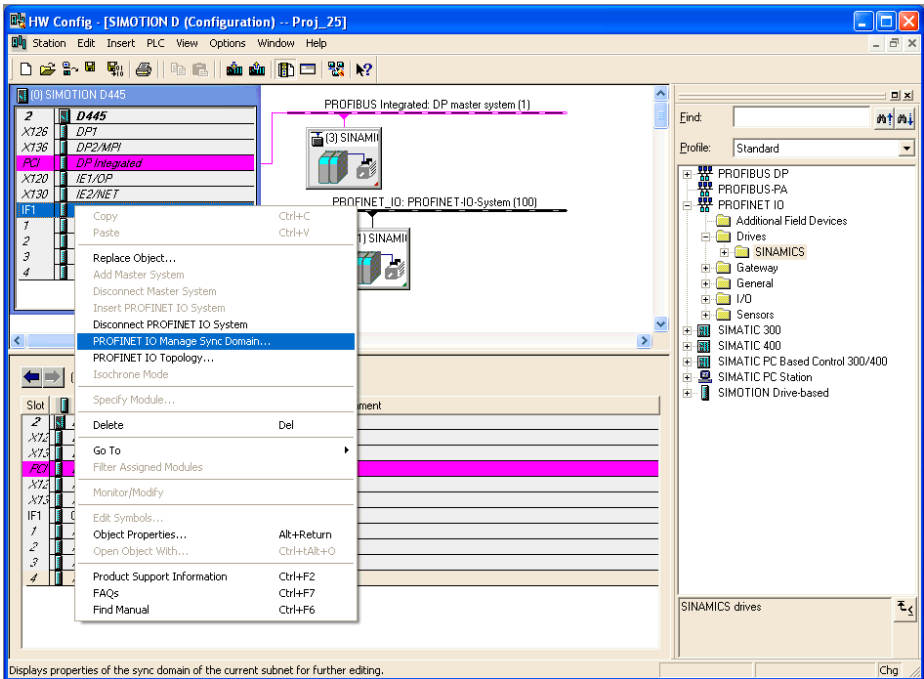 HW Config - [SIMOTION D (Configuration) -- Proj_25]
Station Edit Insert PLC View Options Window Help
(0) SIMOTION D445
2 D445
X126 DP1
X136 DP2/MPI
PCI DP Integrated
X120 IE1/OP
X130 IE2/NET
IF1
1
2
3
4
PROFIBUS Integrated: DP master system (1)
(3) SINAMI
PROFINET_IO: PROFINET-IO-System (100)
1) SINAMI
Copy Ctrl+C
Paste Ctrl+V
Replace Object...
Add Master System
Disconnect Master System
Insert PROFINET IO System
Disconnect PROFINET IO System
PROFINET IO Manage Sync Domain...
PROFINET IO Topology...
Isochrone Mode
Specify Module...
Delete Del
Go To
Filter Assigned Modules
Monitor/Modify
Edit Symbols...
Object Properties... Alt+Return
Open Object With... Ctrl+tAlt+O
Product Support Information Ctrl+F2
FAQs Ctrl+F7
Find Manual Ctrl+F6
Slot ment
2
X12
X13
PCI
X12
X13
IF1
1
2
3
4
Find:
Profile: Standard
PROFIBUS DP
PROFIBUS-PA
PROFINET IO
Additional Field Devices
Drives
SINAMICS
Gateway
General
I/O
Sensors
SIMATIC 300
SIMATIC 400
SIMATIC PC Based Control 300/400
SIMATIC PC Station
SIMOTION Drive-based
SINAMICS drives
Displays properties of the sync domain of the current subnet for further editing.
Chg